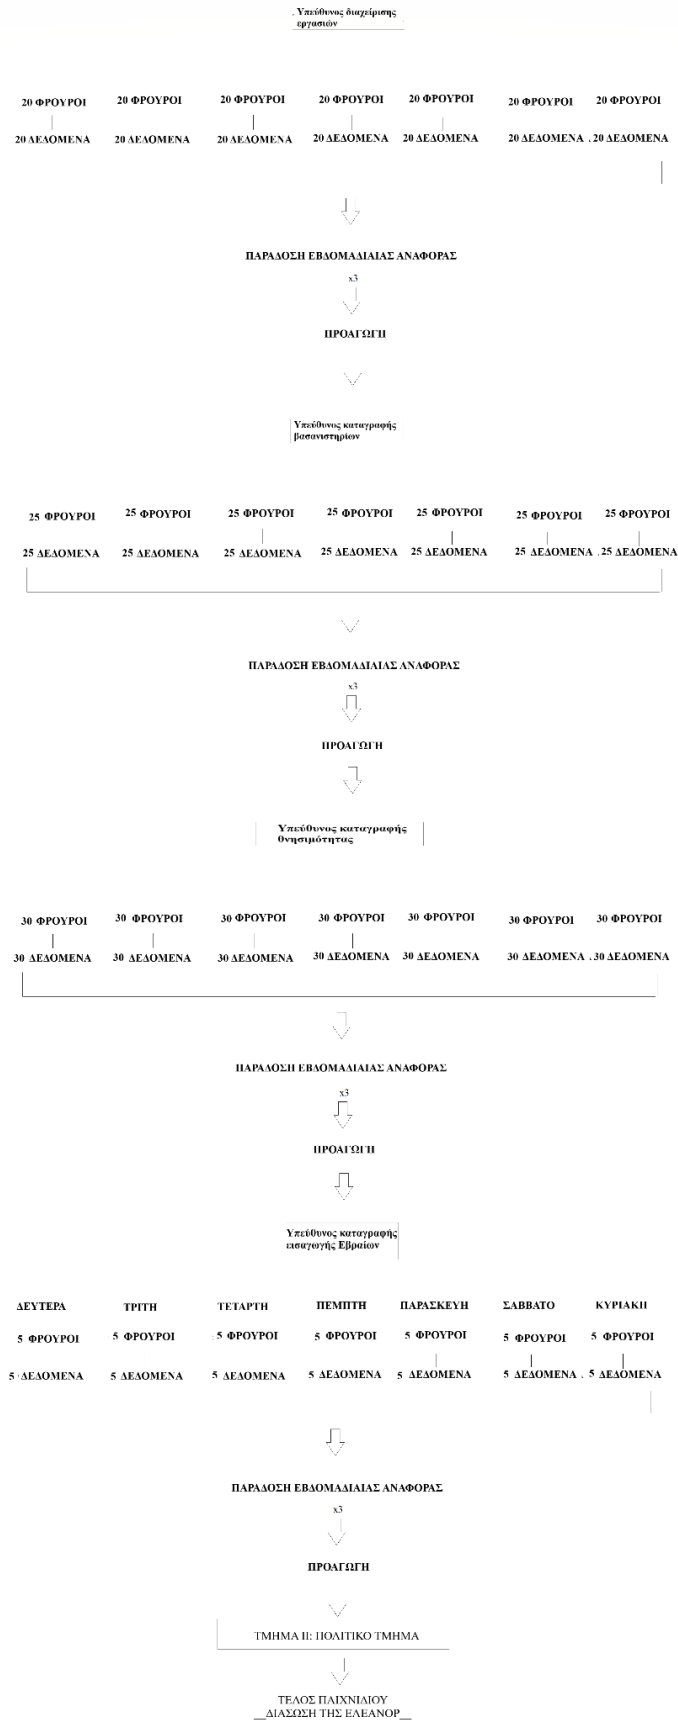 . Υπεύθυνος διαχείρισης
εργασιών
20 ΦΡΟΥΡΟΙ 20 ΦΡΟΥΡΟΙ 20 ΦΡΟΥΡΟΙ 20 ΦΡΟΥΡΟΙ 20 ΦΡΟΥΡΟΙ 20 ΦΡΟΥΡΟΙ 20 ΦΡΟΥΡΟΙ
20 ΔΕΔΟΜΕΝΑ 20 ΔΕΔΟΜΕΝΑ 20 ΔΕΔΟΜΕΝΑ 20 ΔΕΔΟΜΕΝΑ 20 ΔΕΔΟΜΕΝΑ 20 ΔΕΔΟΜΕΝΑ . 20 ΔΕΔΟΜΕΝΑ
ΠΑΡΑΔΟΣΗ ΕΒΔΟΜΑΔΙΑΙΑΣ ΑΝΑΦΟΡΑΣ
x3
ΠΡΟΑΓΩΓΗ
Υπεύθυνος καταγραφής
βασανιστηρίων
25 ΦΡΟΥΡΟΙ 25 ΦΡΟΥΡΟΙ 25 ΦΡΟΥΡΟΙ 25 ΦΡΟΥΡΟΙ 25 ΦΡΟΥΡΟΙ 25 ΦΡΟΥΡΟΙ 25 ΦΡΟΥΡΟΙ
25 ΔΕΔΟΜΕΝΑ 25 ΔΕΔΟΜΕΝΑ 25 ΔΕΔΟΜΕΝΑ 25 ΔΕΔΟΜΕΝΑ 25 ΔΕΔΟΜΕΝΑ 25 ΔΕΔΟΜΕΝΑ . 25 ΔΕΔΟΜΕΝΑ
ΠΑΡΑΔΟΣΗ ΕΒΔΟΜΑΔΙΑΙΑΣ ΑΝΑΦΟΡΑΣ
x3
ΠΡΟΑΓΩΓΗ
Υπεύθυνος καταγραφής
θνησιμότητας
30 ΦΡΟΥΡΟΙ 30 ΦΡΟΥΡΟΙ 30 ΦΡΟΥΡΟΙ 30 ΦΡΟΥΡΟΙ 30 ΦΡΟΥΡΟΙ 30 ΦΡΟΥΡΟΙ 30 ΦΡΟΥΡΟΙ
30 ΔΕΔΟΜΕΝΑ 30 ΔΕΔΟΜΕΝΑ 30 ΔΕΔΟΜΕΝΑ 30 ΔΕΔΟΜΕΝΑ 30 ΔΕΔΟΜΕΝΑ 30 ΔΕΔΟΜΕΝΑ . 30 ΔΕΔΟΜΕΝΑ
ΠΑΡΑΔΟΣΗ ΕΒΔΟΜΑΔΙΑΙΑΣ ΑΝΑΦΟΡΑΣ
x3
ΠΡΟΑΓΩΓΗ
Υπεύθυνος καταγραφής
εισαγωγής Εβραίων
ΔΕΥΤΕΡΑ ΤΡΙΤΗ ΤΕΤΑΡΤΗ ΠΕΜΠΤΗ ΠΑΡΑΣΚΕΥΗ ΣΑΒΒΑΤΟ ΚΥΡΙΑΚΗ
5 ΦΡΟΥΡΟΙ 5 ΦΡΟΥΡΟΙ 5 ΦΡΟΥΡΟΙ 5 ΦΡΟΥΡΟΙ 5 ΦΡΟΥΡΟΙ 5 ΦΡΟΥΡΟΙ 5 ΦΡΟΥΡΟΙ
5 ΔΕΔΟΜΕΝΑ 5 ΔΕΔΟΜΕΝΑ 5 ΔΕΔΟΜΕΝΑ 5 ΔΕΔΟΜΕΝΑ 5 ΔΕΔΟΜΕΝΑ 5 ΔΕΔΟΜΕΝΑ . 5 ΔΕΔΟΜΕΝΑ
ΠΑΡΑΔΟΣΗ ΕΒΔΟΜΑΔΙΑΙΑΣ ΑΝΑΦΟΡΑΣ
x3
ΠΡΟΑΓΩΓΗ
ΤΜΗΜΑ ΙΙ: ΠΟΛΙΤΙΚΟ ΤΜΗΜΑ
ΤΕΛΟΣ ΠΑΙΧΝΙΔΙΟΥ
__ΔΙΑΣΩΣΗ ΤΗΣ ΕΛΕΑΝΟΡ__